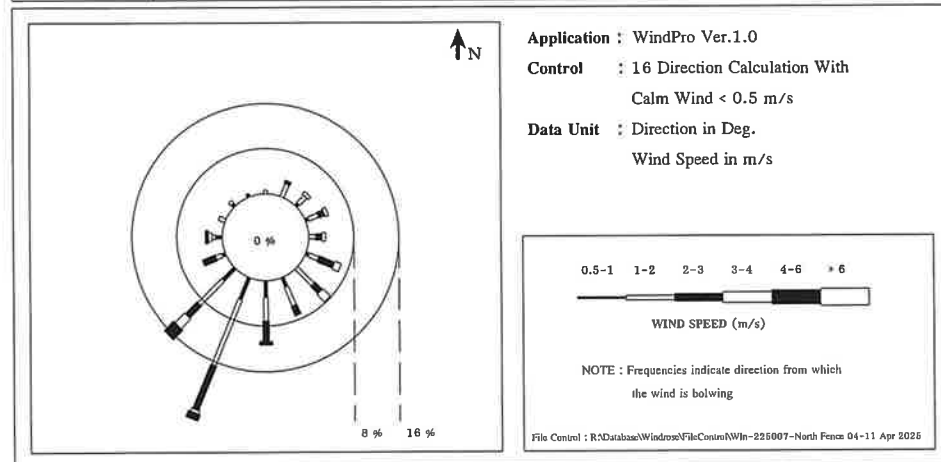 N
Application : WindPro Ver.1.0
Control : 16 Direction Calculation With
Calm Wind < 0.5 m/s
Data Unit : Direction in Deg.
Wind Speed in m/s
0 %
8 % 16 %
0.5-1 1-2 2-3 3-4 4-6 > 6
WIND SPEED (m/s)
NOTE : Frequencies indicate direction from which
the wind is bolwing
File Control : R:\Database\Windrose\FileControl\WIn-225007-North Fence 04-11 Apr 2025